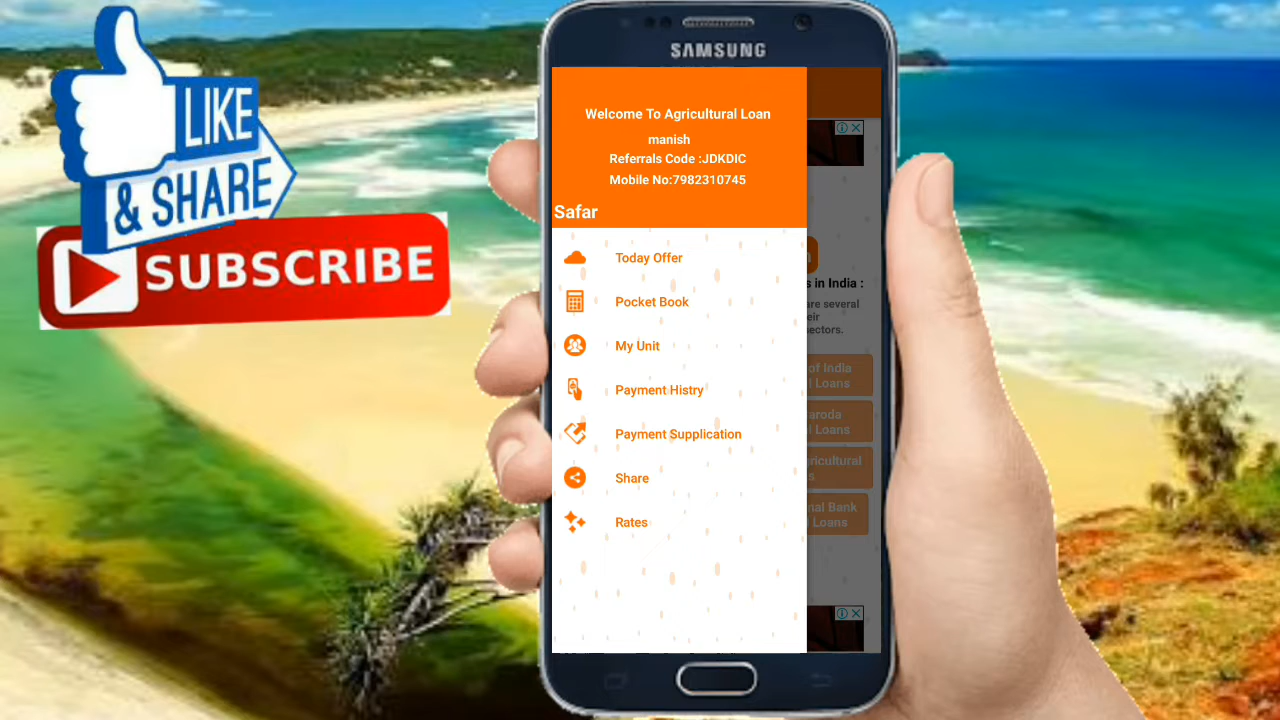 LIKE
& SHARE
SUBSCRIBE
SAMSUNG
Welcome To Agricultural Loan
manish
Referrals Code :JDKDIC
Mobile No:7982310745
Safar
Today Offer
Pocket Book
My Unit
Payment Histry
Payment Supplication
Share
Rates
s in India :
are several
eir
sectors.
of India
l Loans
aroda
l Loans
gricultural
s
nal Bank
l Loans